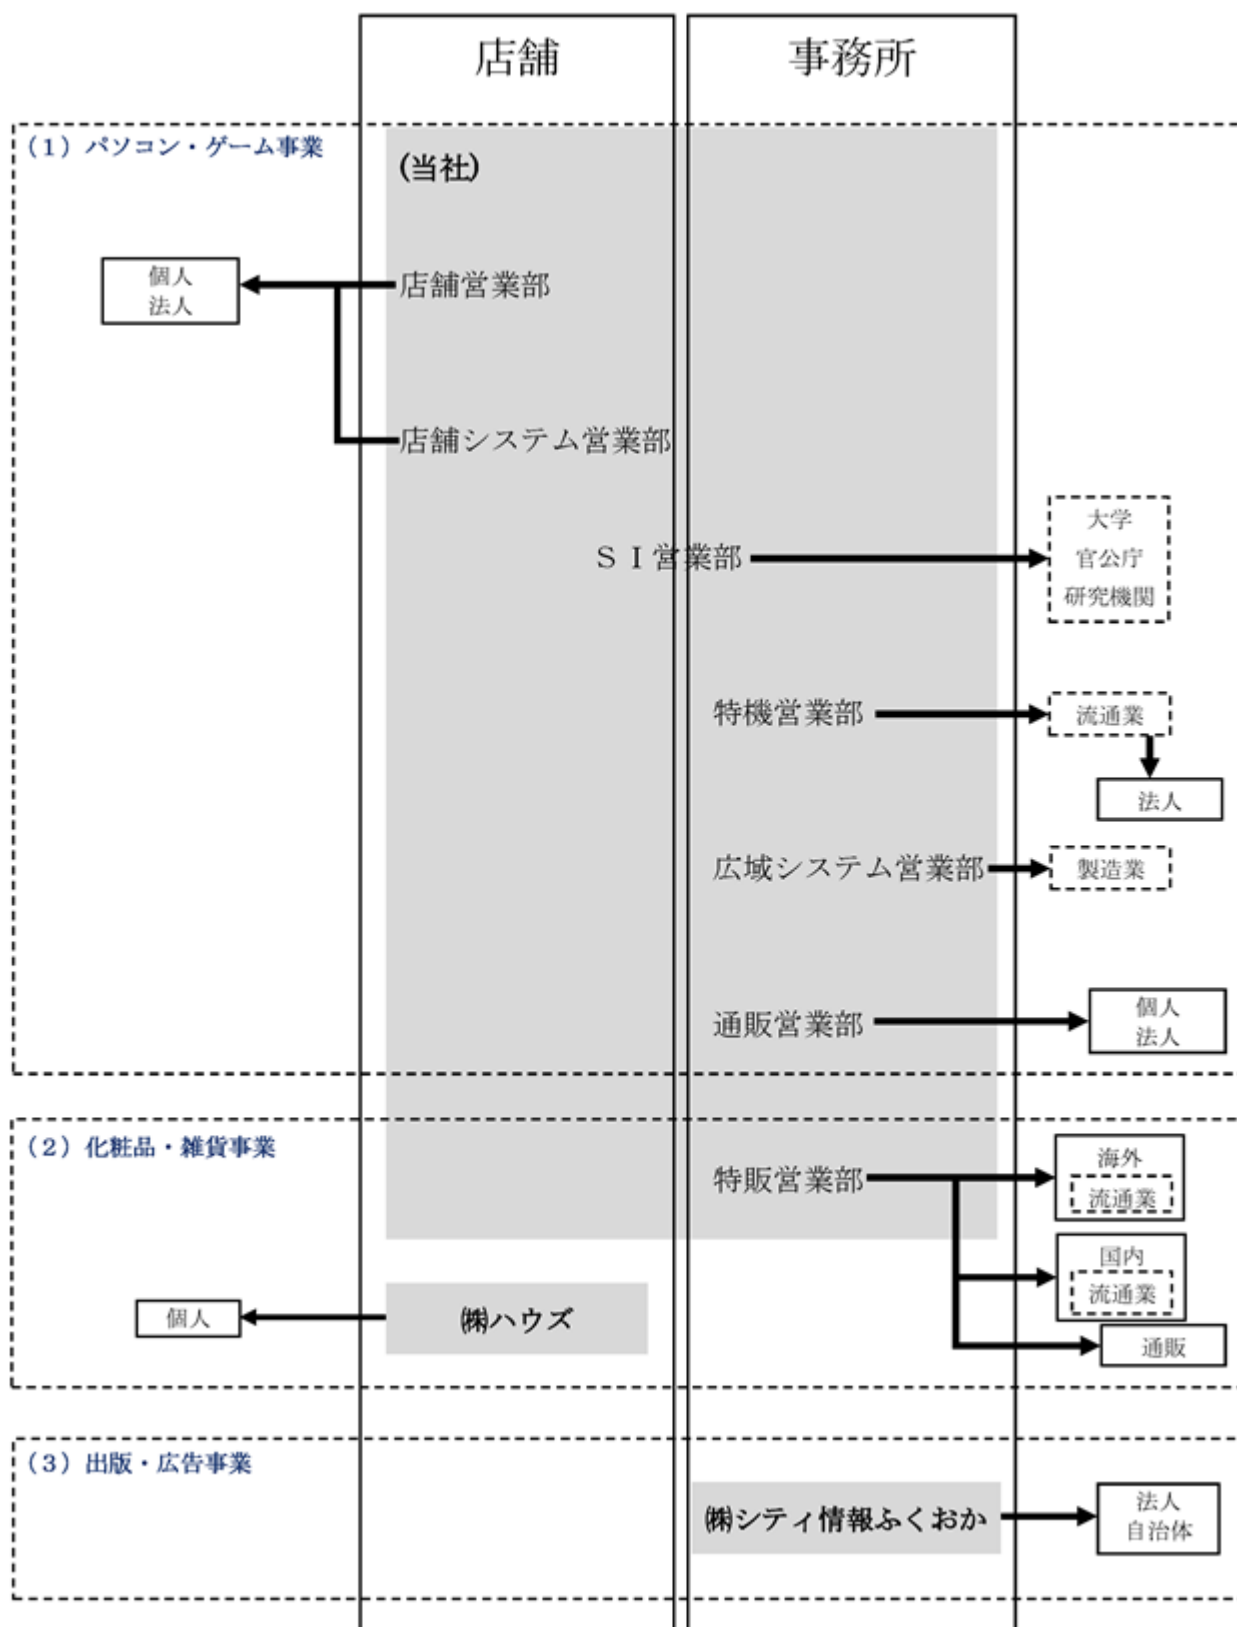 店舗
事務所
（1）パソコン・ゲーム事業
(当社)
個人
法人
店舗営業部
店舗システム営業部
ＳＩ営業部
大学
官公庁
研究機関
特機営業部
流通業
法人
広域システム営業部
製造業
通販営業部
個人
法人
（2）化粧品・雑貨事業
特販営業部
海外
流通業
国内
流通業
通販
個人
㈱ハウズ
（3）出版・広告事業
㈱シティ情報ふくおか
法人
自治体